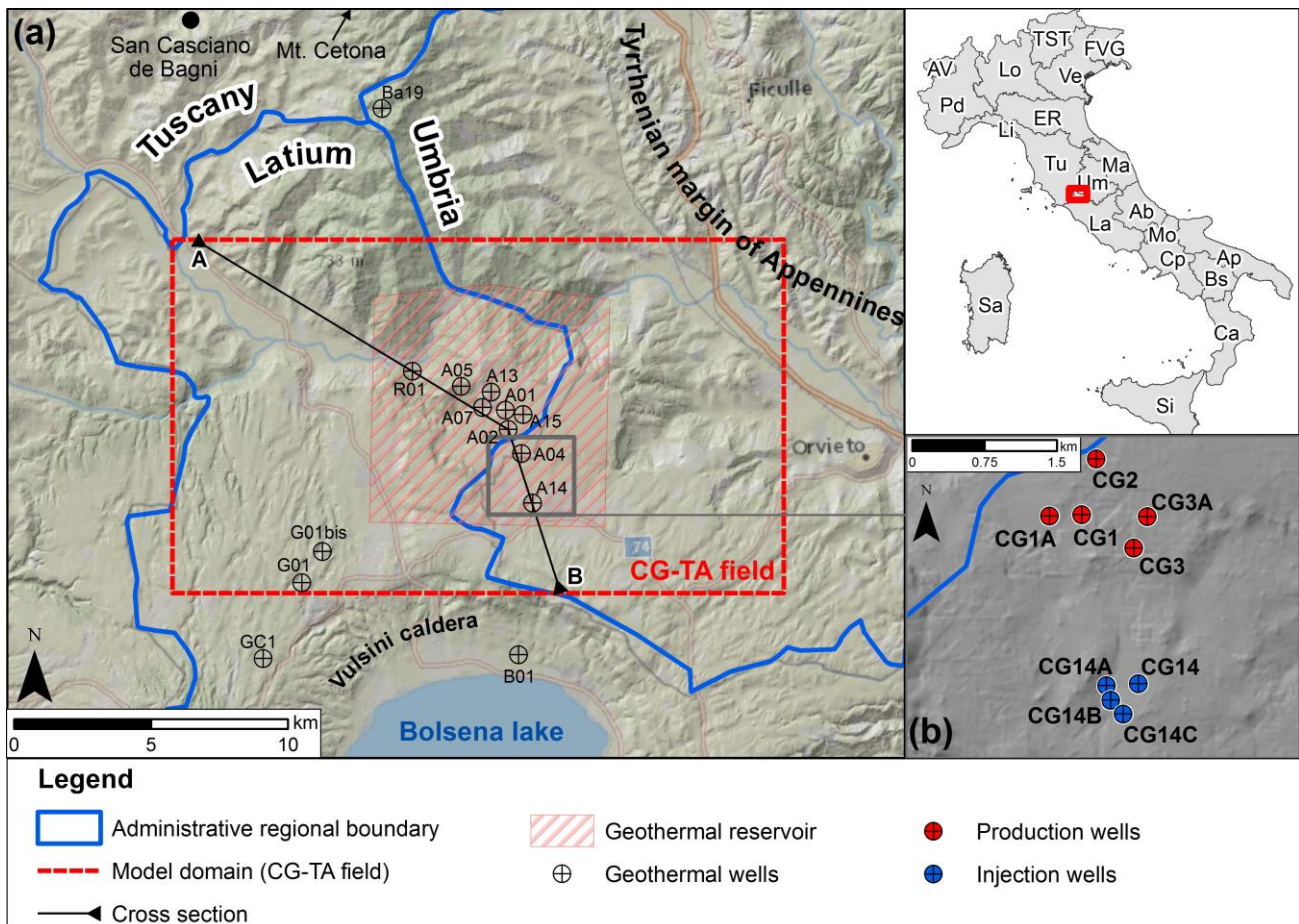 (a)
San Casciano
de Bagni
Mt. Cetona
Ba19
Tuscany
Latium
Umbria
Tyrrhenian margin of Appennines
Ficulle
A
733 m
R01
A05
A13
A01
A07
A15
A02
A04
A14
Orvieto
G01bis
G01
74
B
CG-TA field
GC1
Vulsini caldera
B01
Bolsena lake
N
km
0 5 10
TST
FVG
AV
Lo
Ve
Pd
ER
Li
Tu
Ma
Um
Ab
La
Mo
Cp
Ap
Bs
Sa
Ca
Si
km
0 0.75 1.5
N
CG2
CG1A
CG1
CG3A
CG3
CG14A
CG14
CG14B
CG14C
(b)
Legend
Administrative regional boundary
Model domain (CG-TA field)
Cross section
Geothermal reservoir
Geothermal wells
Production wells
Injection wells